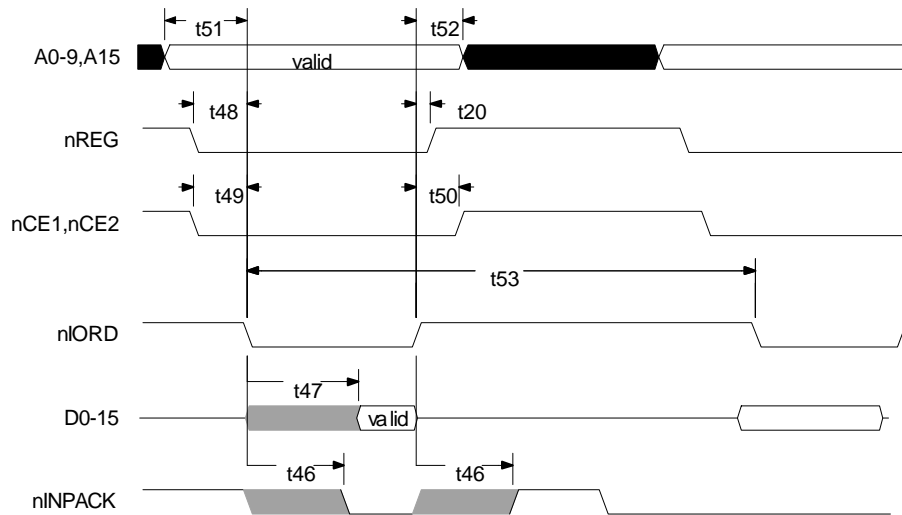 t51 t52
A0-9,A15 valid
t48 t20
nREG
t49 t50
nCE1,nCE2
t53
nIORD
t47
D0-15 valid
t46 t46
nINPACK